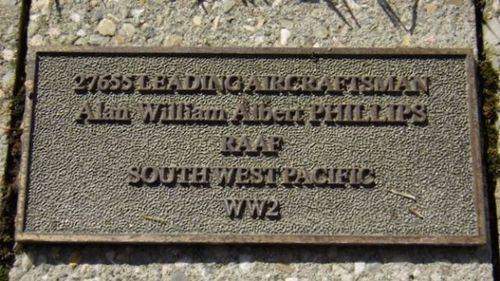 27655 LEADING AIRCRAFTSMAN
Alan William Albert PHILLIPS
RAAF
SOUTH WEST PACIFIC
WW2